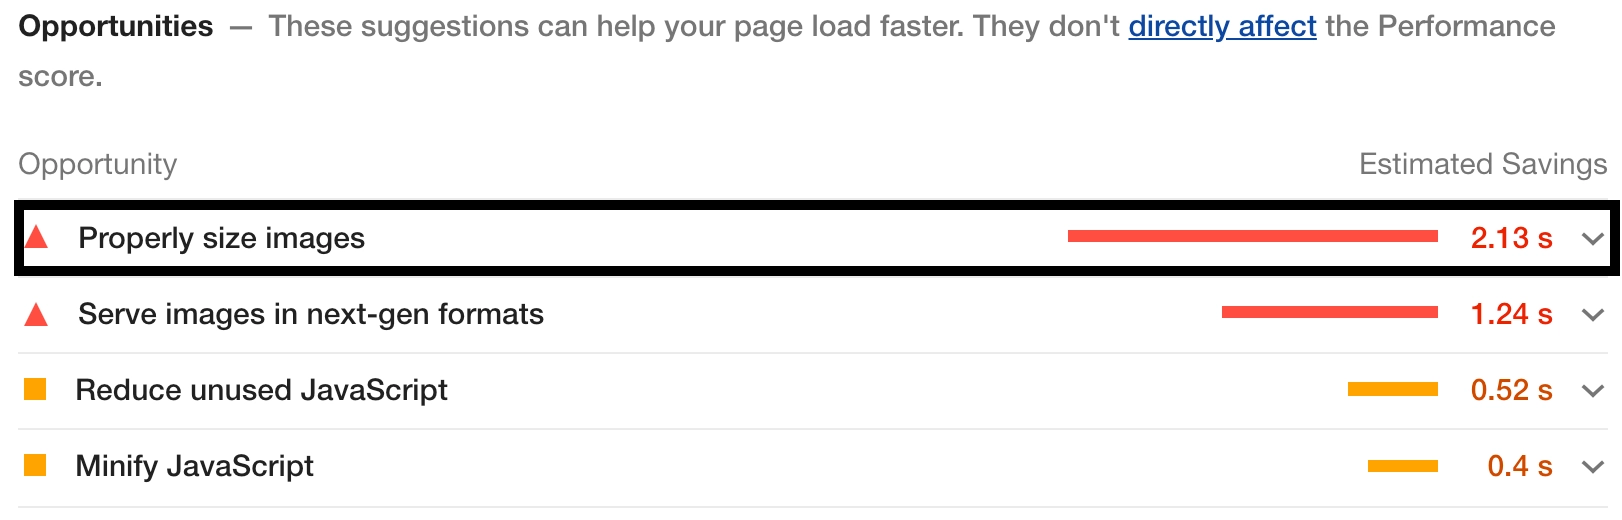 Opportunities — These suggestions can help your page load faster. They don't directly affect the Performance
score.
Opportunity Estimated Savings
Properly size images 2.13 s
Serve images in next-gen formats 1.24 s
Reduce unused JavaScript 0.52 s
Minify JavaScript 0.4 s